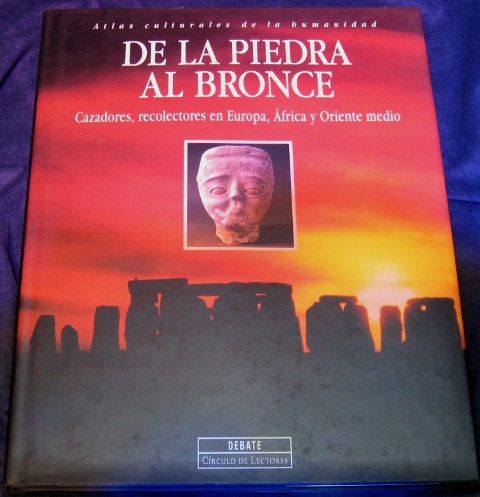 Atlas culturales de la humanidad
DE LA PIEDRA
AL BRONCE
Cazadores, recolectores en Europa, África y Oriente medio
DEBATE
CÍRCULO DE LECTORES